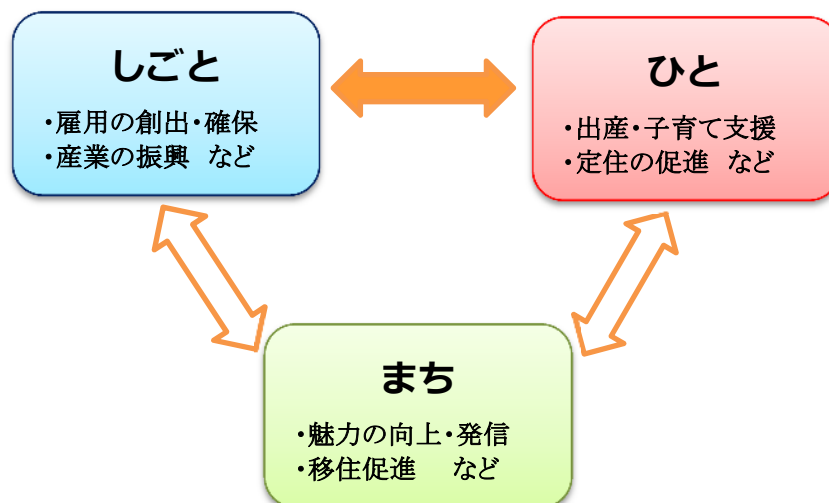 しごと
・雇用の創出・確保
・産業の振興 など
ひと
・出産・子育て支援
・定住の促進 など
まち
・魅力の向上・発信
・移住促進 など